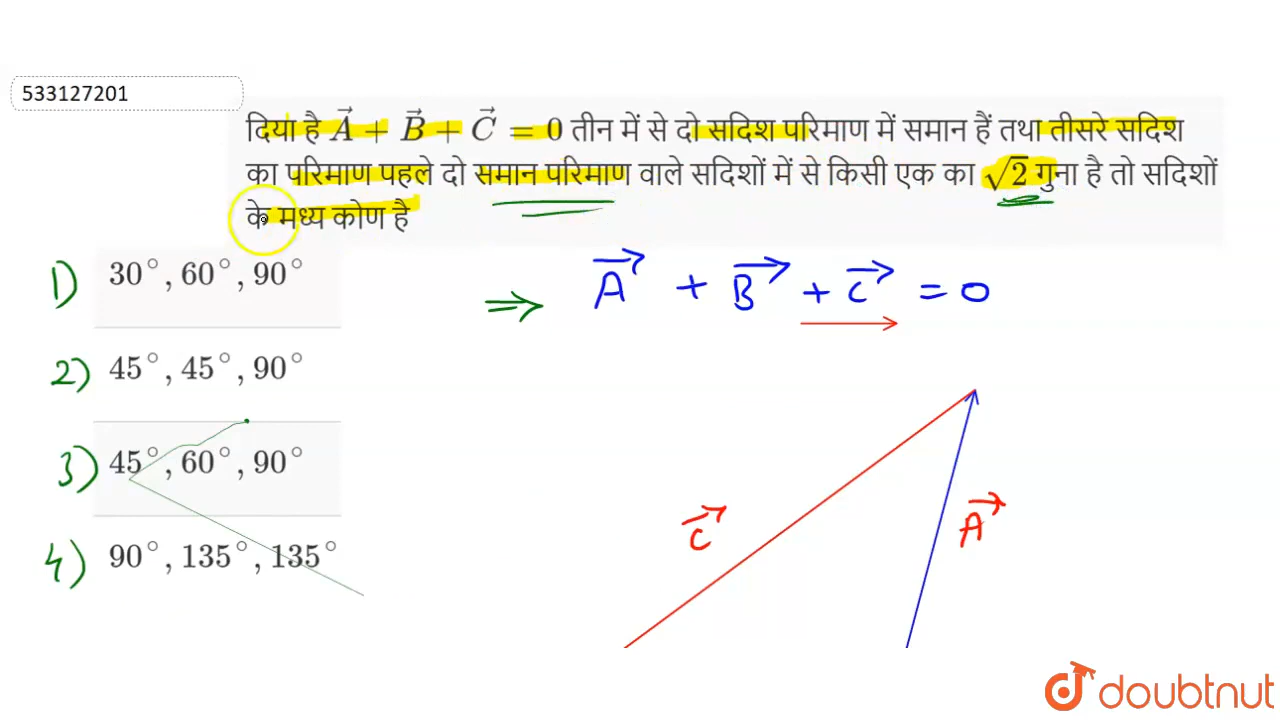 533127201
दिया है $\vec{A} + \vec{B} + \vec{C} = 0$ तीन में से दो सदिश परिमाण में समान हैं तथा तीसरे सदिश
का परिमाण पहले दो समान परिमाण वाले सदिशों में से किसी एक का $\sqrt{2}$ गुना है तो सदिशों
के मध्य कोण है
1) 30°, 60°, 90°
⇒ $\vec{A} + \vec{B} + \vec{C} = 0$
2) 45°, 45°, 90°
3) 45°, 60°, 90°
$\vec{C}$ $\vec{A}$
4) 90°, 135°, 135°
doubtnut